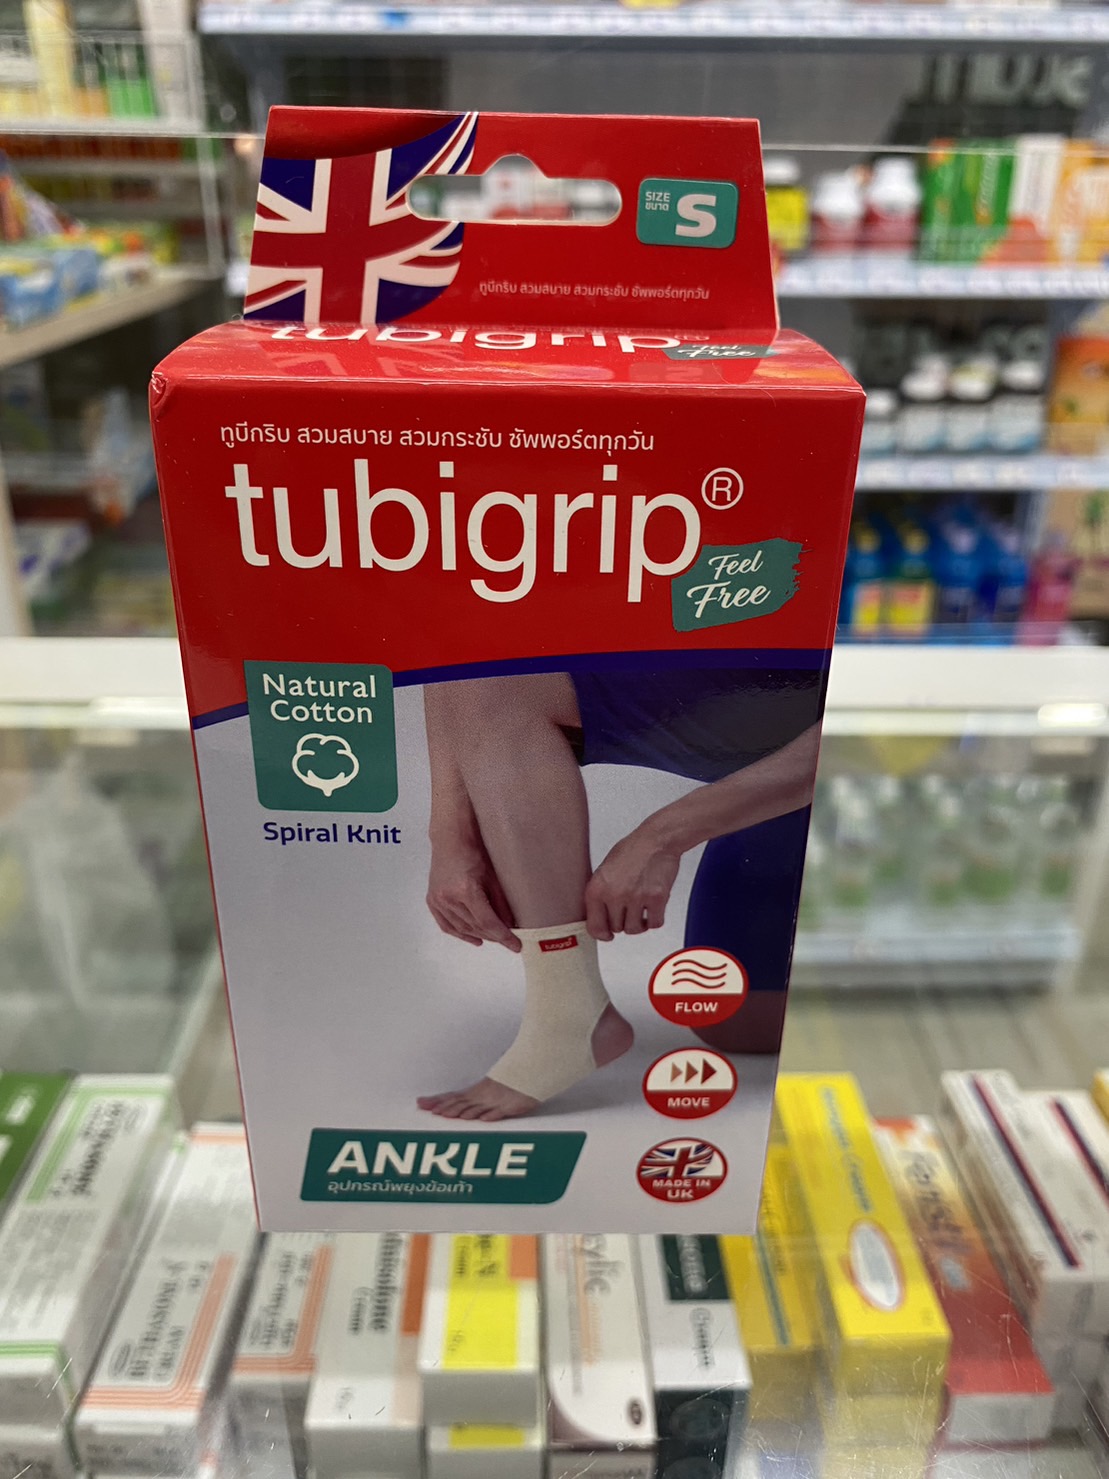 SIZE
ขนาด
S
ทูบีกริบ สวมสบาย สวมกระชับ ซัพพอร์ตทุกวัน
tubigrip
Feel
Free
ทูบีกริบ สวมสบาย สวมกระชับ ซัพพอร์ตทุกวัน
tubigrip®
Feel
Free
Natural
Cotton
Spiral Knit
tubigrip
FLOW
MOVE
ANKLE
อุปกรณ์พยุงข้อเท้า
MADE IN
UK
Cream